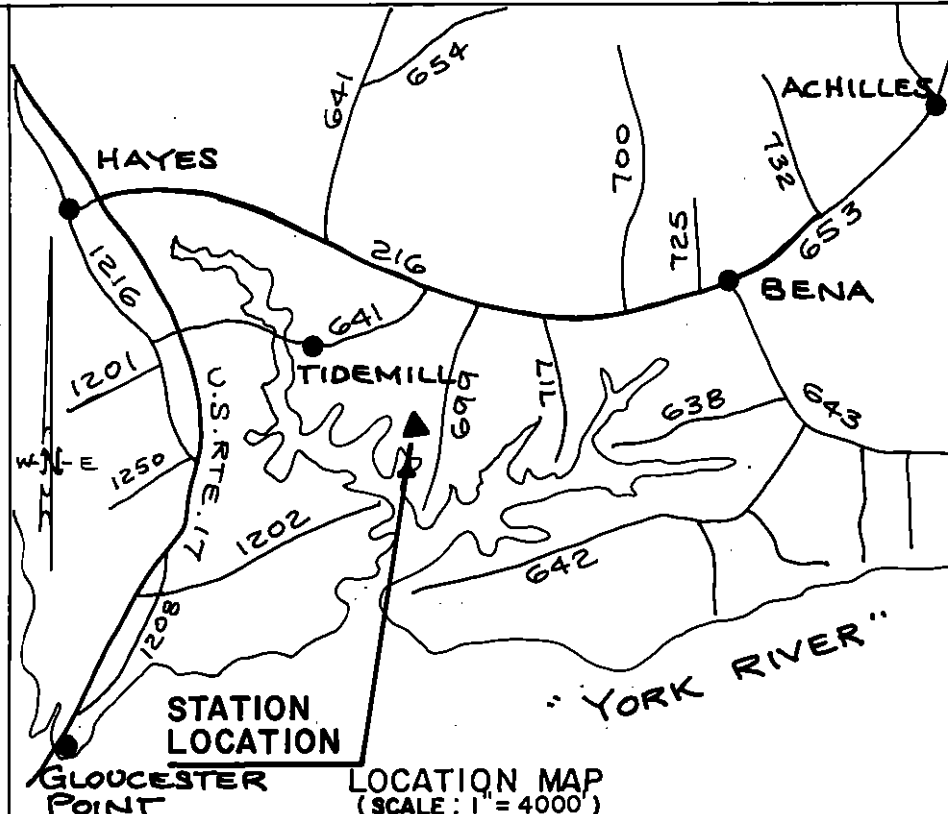 654
641
ACHILLES
HAYES
700
732
653
216
725
1216
BENA
641
TIDEMILL
1201
U.S. RTE. 17
695
717
638
643
W N E
1250
1202
642
1208
"YORK RIVER"
STATION
LOCATION
GLOUCESTER
POINT
LOCATION MAP
(SCALE: 1" = 4000')